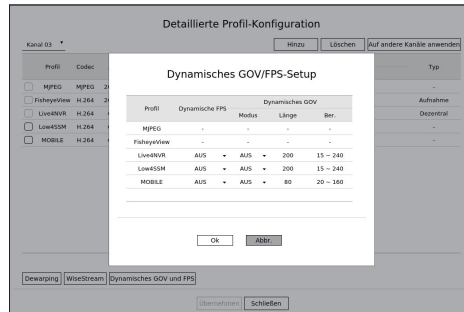 Detaillierte Profil-Konfiguration
Kanal 03
Hinzu Löschen Auf andere Kanäle anwenden
Profil Codec Typ
MJPEG MJPEG -
FisheyeView H.264 Aufnahme
Live4NVR H.264 Dezentral
Low4SSM H.264 -
MOBILE H.264 -
Dynamisches GOV/FPS-Setup
Profil Dynamische FPS Dynamisches GOV
Modus Länge Ber.
MJPEG - - - -
FisheyeView - - - -
Live4NVR AUS AUS 200 15 ~ 240
Low4SSM AUS AUS 200 15 ~ 240
MOBILE AUS AUS 80 20 ~ 160
Ok Abbr.
Dewarping WiseStream Dynamisches GOV und FPS
Übernehmen Schließen